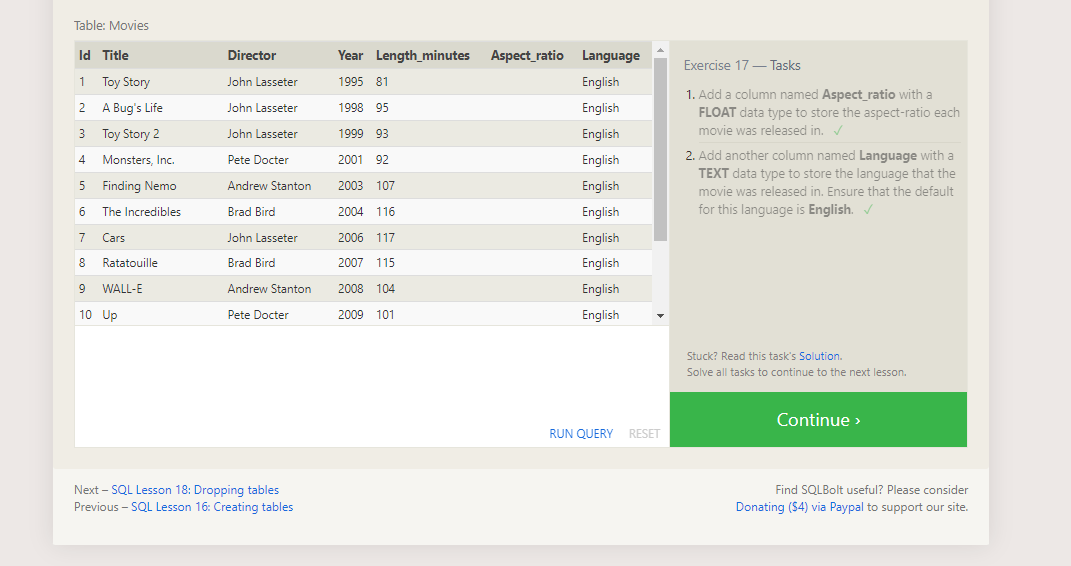 Table: Movies
Id Title Director Year Length_minutes Aspect_ratio Language
1 Toy Story John Lasseter 1995 81 English
2 A Bug's Life John Lasseter 1998 95 English
3 Toy Story 2 John Lasseter 1999 93 English
4 Monsters, Inc. Pete Docter 2001 92 English
5 Finding Nemo Andrew Stanton 2003 107 English
6 The Incredibles Brad Bird 2004 116 English
7 Cars John Lasseter 2006 117 English
8 Ratatouille Brad Bird 2007 115 English
9 WALL-E Andrew Stanton 2008 104 English
10 Up Pete Docter 2009 101 English
RUN QUERY RESET
Exercise 17 — Tasks
1. Add a column named Aspect_ratio with a
FLOAT data type to store the aspect-ratio each
movie was released in. ✓
2. Add another column named Language with a
TEXT data type to store the language that the
movie was released in. Ensure that the default
for this language is English. ✓
Stuck? Read this task's Solution.
Solve all tasks to continue to the next lesson.
Continue ›
Next – SQL Lesson 18: Dropping tables
Previous – SQL Lesson 16: Creating tables
Find SQLBolt useful? Please consider
Donating ($4) via Paypal to support our site.